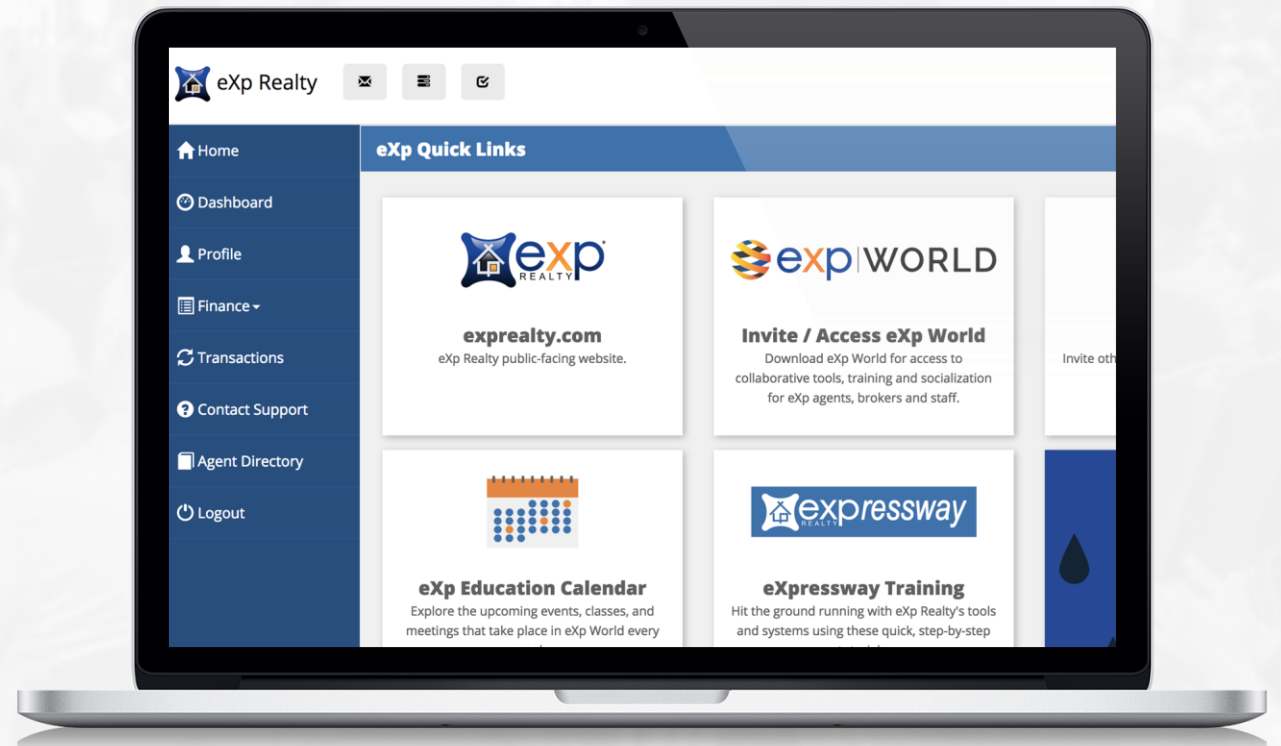 eXp Realty
Home
Dashboard
Profile
Finance
Transactions
Contact Support
Agent Directory
Logout
eXp Quick Links
exp
REALTY
exprealty.com
eXp Realty public-facing website.
exp WORLD
Invite / Access eXp World
Download eXp World for access to
collaborative tools, training and socialization
for eXp agents, brokers and staff.
Invite
eXp Education Calendar
Explore the upcoming events, classes, and
meetings that take place in eXp World every
expressway
REALTY
eXpressway Training
Hit the ground running with eXp Realty's tools
and systems using these quick, step-by-step